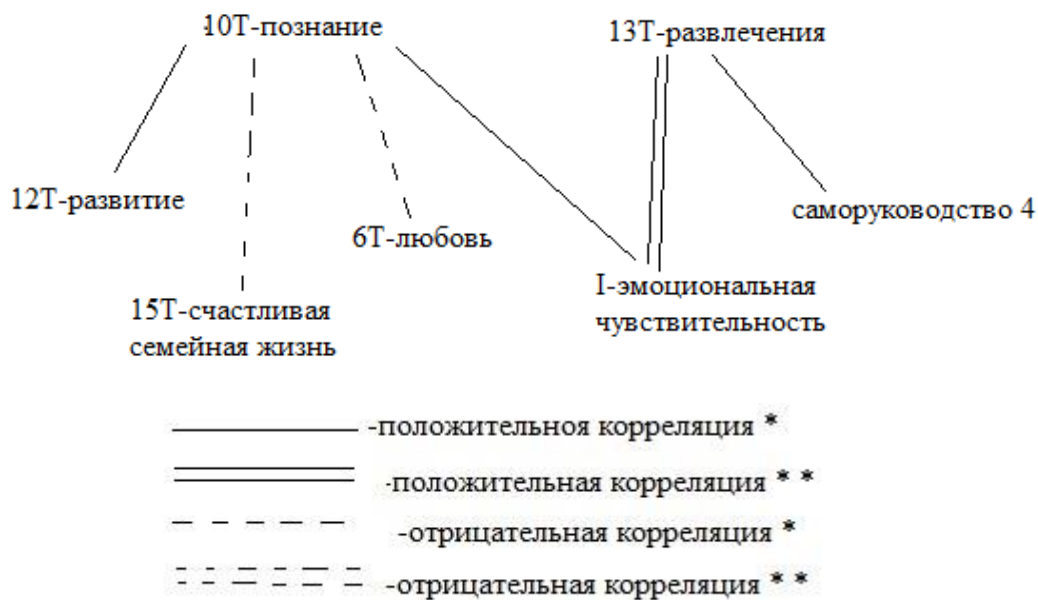 10Т-познание
13Т-развлечения
12Т-развитие
6Т-любовь
саморуководство 4
15Т-счастливая
семейная жизнь
I-эмоциональная
чувствительность
-положительноя корреляция *
-положительная корреляция * *
-отрицательная корреляция *
-отрицательная корреляция * *